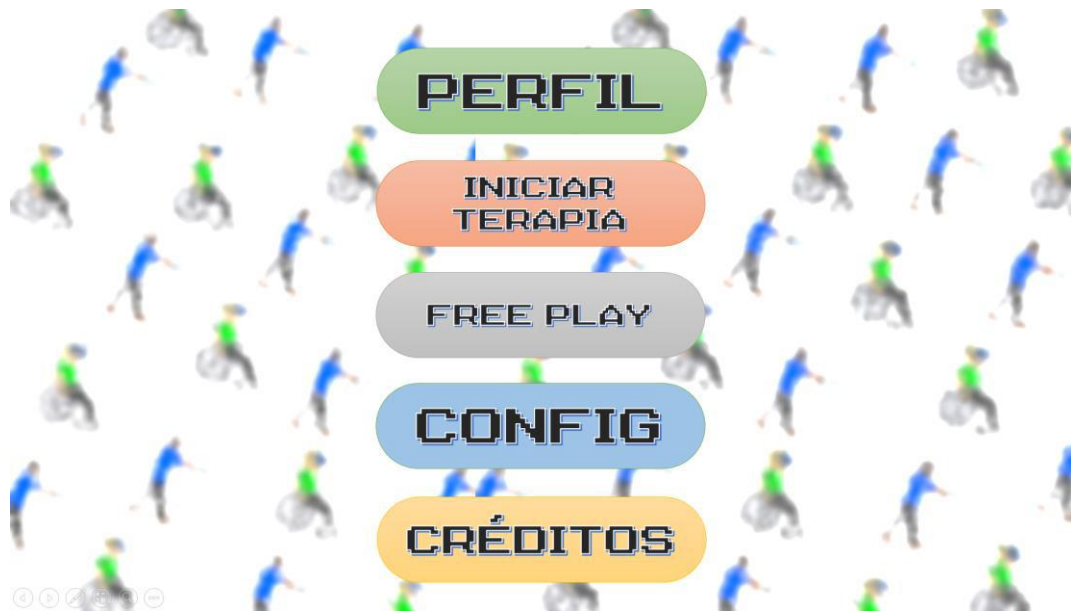 PERFIL
INICIAR
TERAPIA
FREE PLAY
CONFIG
CRÉDITOS